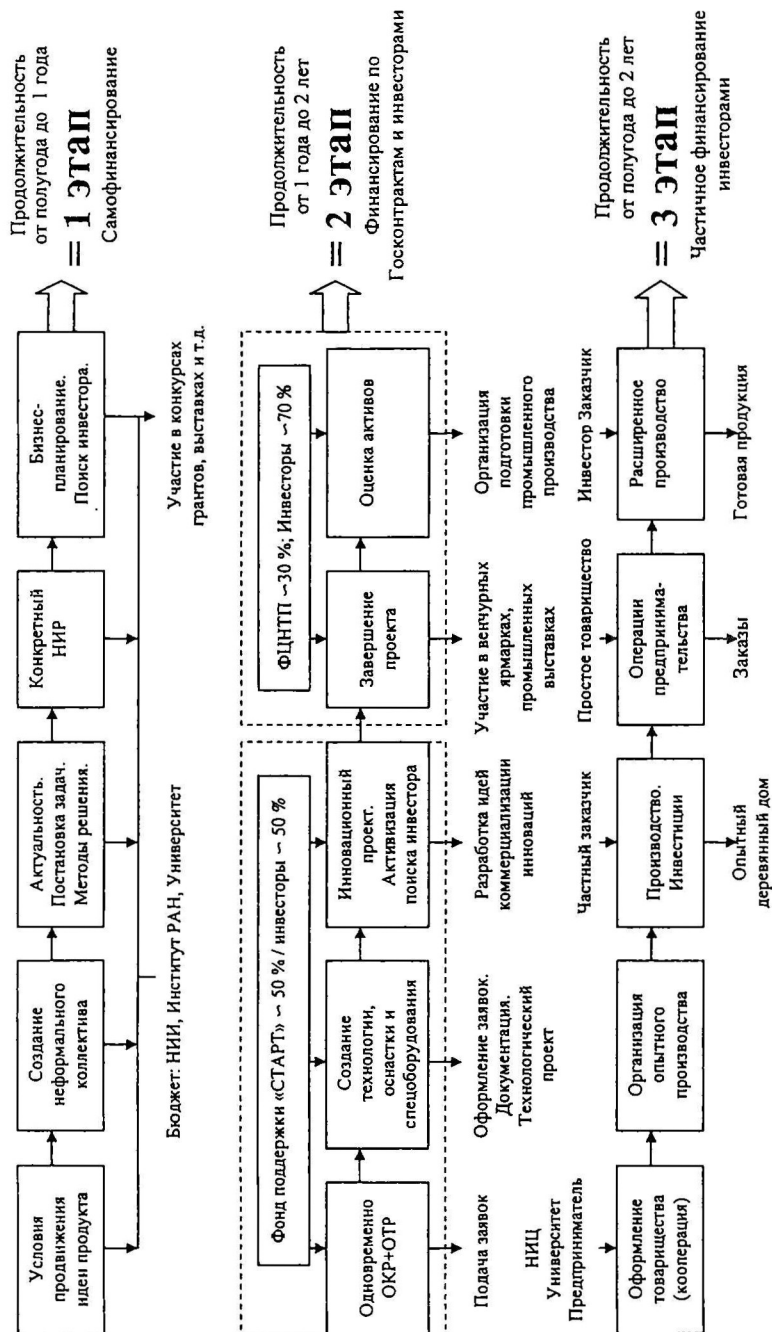 Условия
продвижения
идеи продукта
Создание
неформального
коллектива
Актуальность.
Постановка задач.
Методы решения.
Конкретный
НИР
Бизнес-
планирование.
Поиск инвестора.
Продолжительность
от полугода до 1 года
= 1 этап
Самофинансирование
Бюджет: НИИ, Институт РАН, Университет
Участие в конкурсах
грантов, выставках и т.д.
Фонд поддержки «СТАРТ» ~ 50 % / инвесторы ~ 50 %
ФЦНТП ~30 %; Инвесторы ~70 %
Одновременно
ОКР+ОТР
Создание
технологии,
оснастки и
спецоборудования
Инновационный
проект.
Активизация
поиска инвестора
Завершение
проекта
Оценка активов
Продолжительность
от 1 года до 2 лет
= 2 этап
Финансирование по
Госконтрактам и инвесторами
Подача заявок
Оформление заявок.
Документация.
Технологический
проект
Разработка идей
коммерциализации
инноваций
Участие в венчурных
ярмарках,
промышленных
выставках
Организация
подготовки
промышленного
производства
НИЦ
Университет
Предприниматель
Частный заказчик
Простое товарищество
Инвестор Заказчик
Оформление
товарищества
(кооперация)
Организация
опытного
производства
Производство.
Инвестиции
Операции
предпринима-
тельства
Расширенное
производство
Продолжительность
от полугода до 2 лет
= 3 этап
Частичное финансирование
инвесторами
Опытный
деревянный дом
Заказы
Готовая продукция